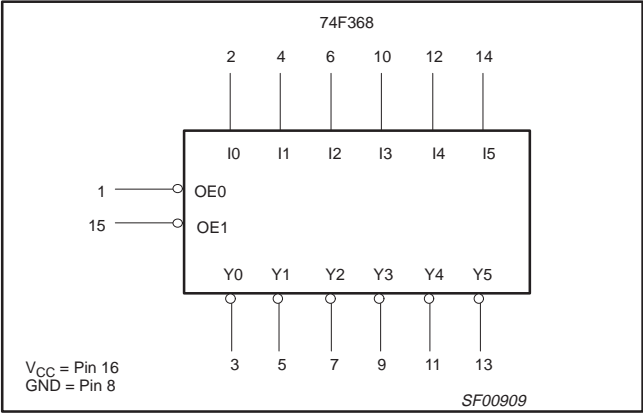 74F368
2 4 6 10 12 14
I0 I1 I2 I3 I4 I5
1 OE0
15 OE1
Y0 Y1 Y2 Y3 Y4 Y5
3 5 7 9 11 13
VCC = Pin 16
GND = Pin 8
SF00909